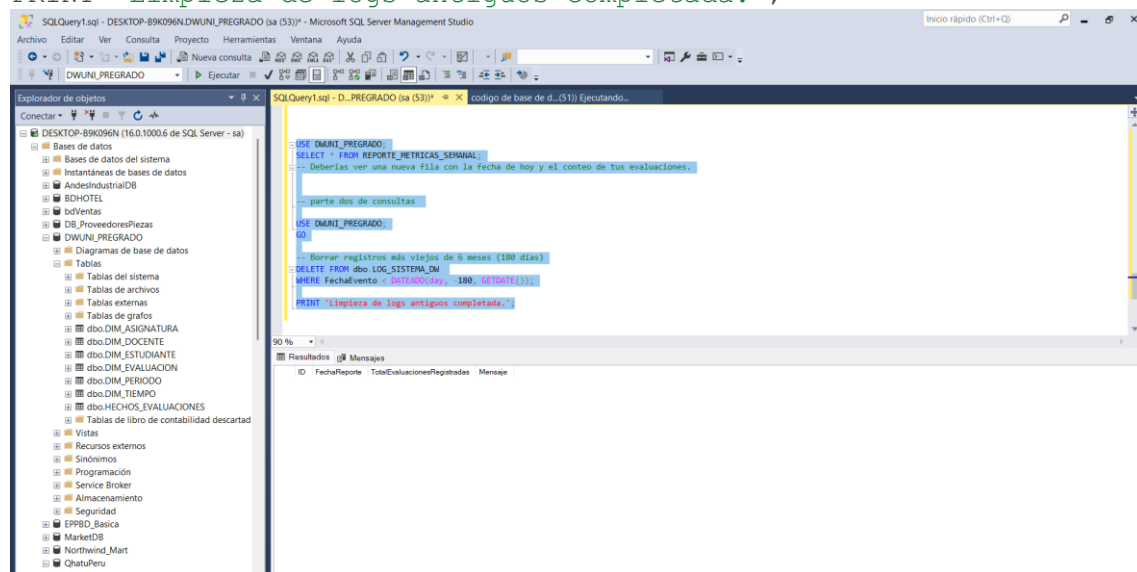 PRINT 'Limpieza de logs antiguos completada.';
SQLQuery1.sql - DESKTOP-B9K096N.DWUNI_PREGRADO (sa (53))* - Microsoft SQL Server Management Studio
Inicio rápido (Ctrl+Q)
Archivo Editar Ver Consulta Proyecto Herramientas Ventana Ayuda
Nueva consulta
DWUNI_PREGRADO
Ejecutar
Explorador de objetos
SQLQuery1.sql - D...PREGRADO (sa (53))*
codigo de base de d...(51)) Ejecutando...
Conectar
DESKTOP-B9K096N (16.0.1000.6 de SQL Server - sa)
Bases de datos
Bases de datos del sistema
Instantáneas de bases de datos
AndesIndustrialDB
BDHOTEL
bdVentas
DB_ProveedoresPiezas
DWUNI_PREGRADO
Diagramas de base de datos
Tablas
Tablas del sistema
Tablas de archivos
Tablas externas
Tablas de grafos
dbo.DIM_ASIGNATURA
dbo.DIM_DOCENTE
dbo.DIM_ESTUDIANTE
dbo.DIM_EVALUACION
dbo.DIM_PERIODO
dbo.DIM_TIEMPO
dbo.HECHOS_EVALUACIONES
Tablas de libro de contabilidad descartad
Vistas
Recursos externos
Sinónimos
Programación
Service Broker
Almacenamiento
Seguridad
EPPBD_Basica
MarketDB
Northwind_Mart
QhatuPeru
USE DWUNI_PREGRADO;
SELECT * FROM REPORTE_METRICAS_SEMANAL;
-- Deberías ver una nueva fila con la fecha de hoy y el conteo de tus evaluaciones.
-- parte dos de consultas
USE DWUNI_PREGRADO;
GO
-- Borrar registros más viejos de 6 meses (180 días)
DELETE FROM dbo.LOG_SISTEMA_DW
WHERE FechaEvento < DATEADD(day, -180, GETDATE());
PRINT 'Limpieza de logs antiguos completada.';
90 %
Resultados Mensajes
ID FechaReporte TotalEvaluacionesRegistradas Mensaje